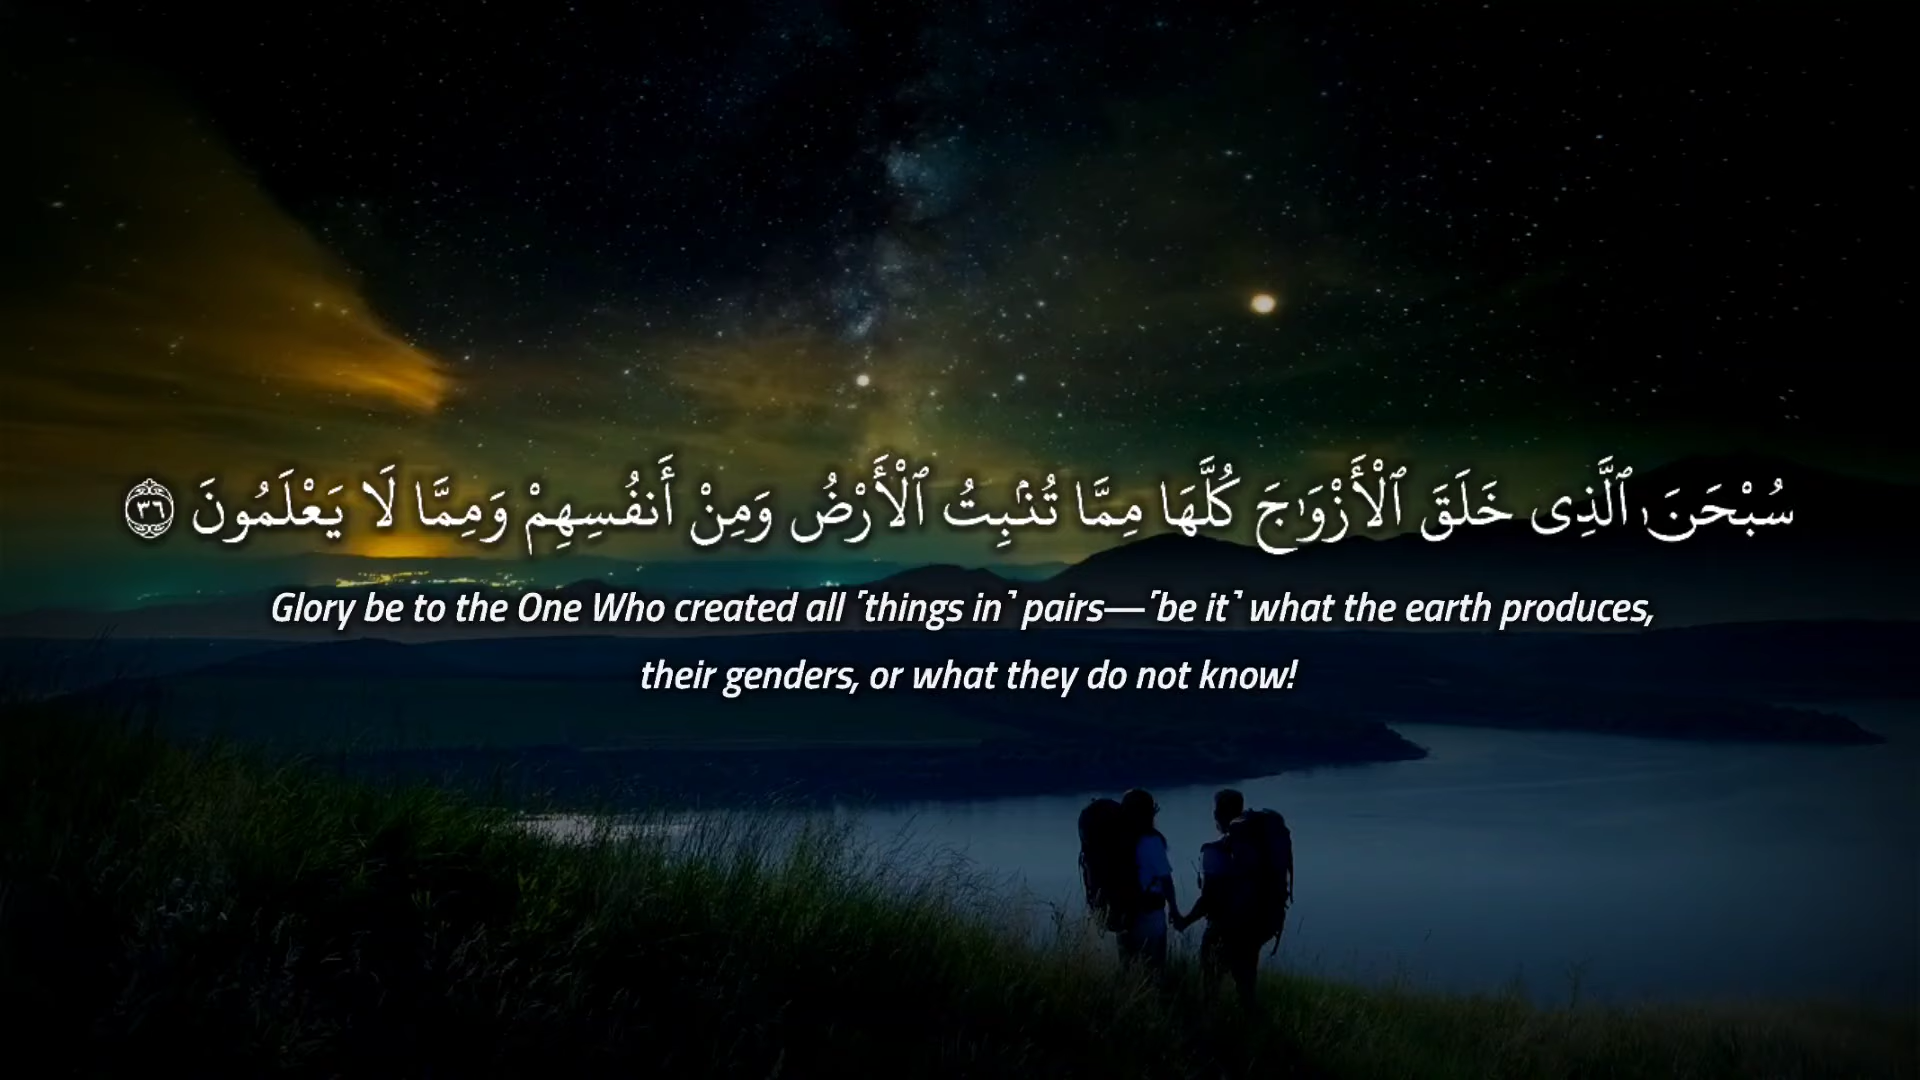 سُبْحَـٰنَ ٱلَّذِى خَلَقَ ٱلْأَزْوَٰجَ كُلَّهَا مِمَّا تُنۢبِتُ ٱلْأَرْضُ وَمِنْ أَنفُسِهِمْ وَمِمَّا لَا يَعْلَمُونَ ٣٦
Glory be to the One Who created all ˹things in˺ pairs—˹be it˺ what the earth produces,
their genders, or what they do not know!